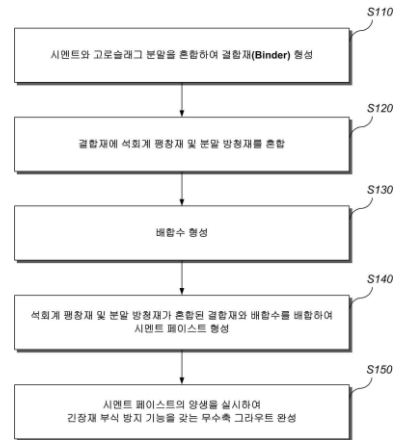 S110
시멘트와 고로슬래그 분말을 혼합하여 결합재(Binder) 형성
S120
결합재에 석회계 팽창재 및 분말 방청재를 혼합
S130
배합수 형성
S140
석회계 팽창재 및 분말 방청재가 혼합된 결합재와 배합수를 배합하여
시멘트 페이스트 형성
S150
시멘트 페이스트의 양생을 실시하여
긴장재 부식 방지 기능을 갖는 무수축 그라우트 완성